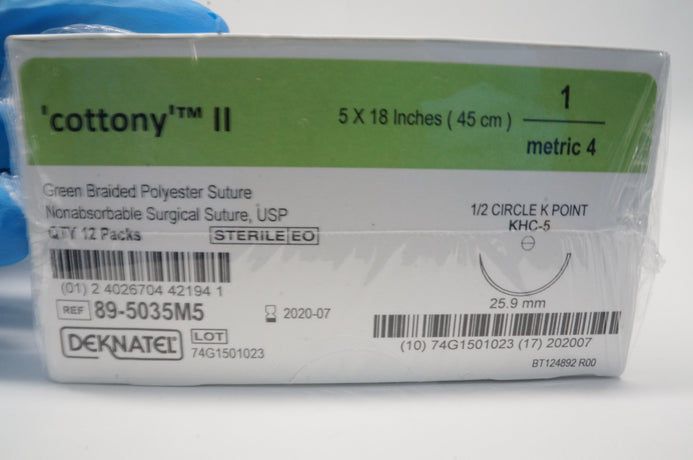 'cottony'™ II
5 X 18 Inches ( 45 cm )
1
metric 4
Green Braided Polyester Suture
Nonabsorbable Surgical Suture, USP
QTY 12 Packs
STERILE EO
1/2 CIRCLE K POINT
KHC-5
25.9 mm
(01) 2 4026704 42194 1
REF 89-5035M5
2020-07
DEKNATEL
LOT
74G1501023
(10) 74G1501023 (17) 202007
BT124892 R00